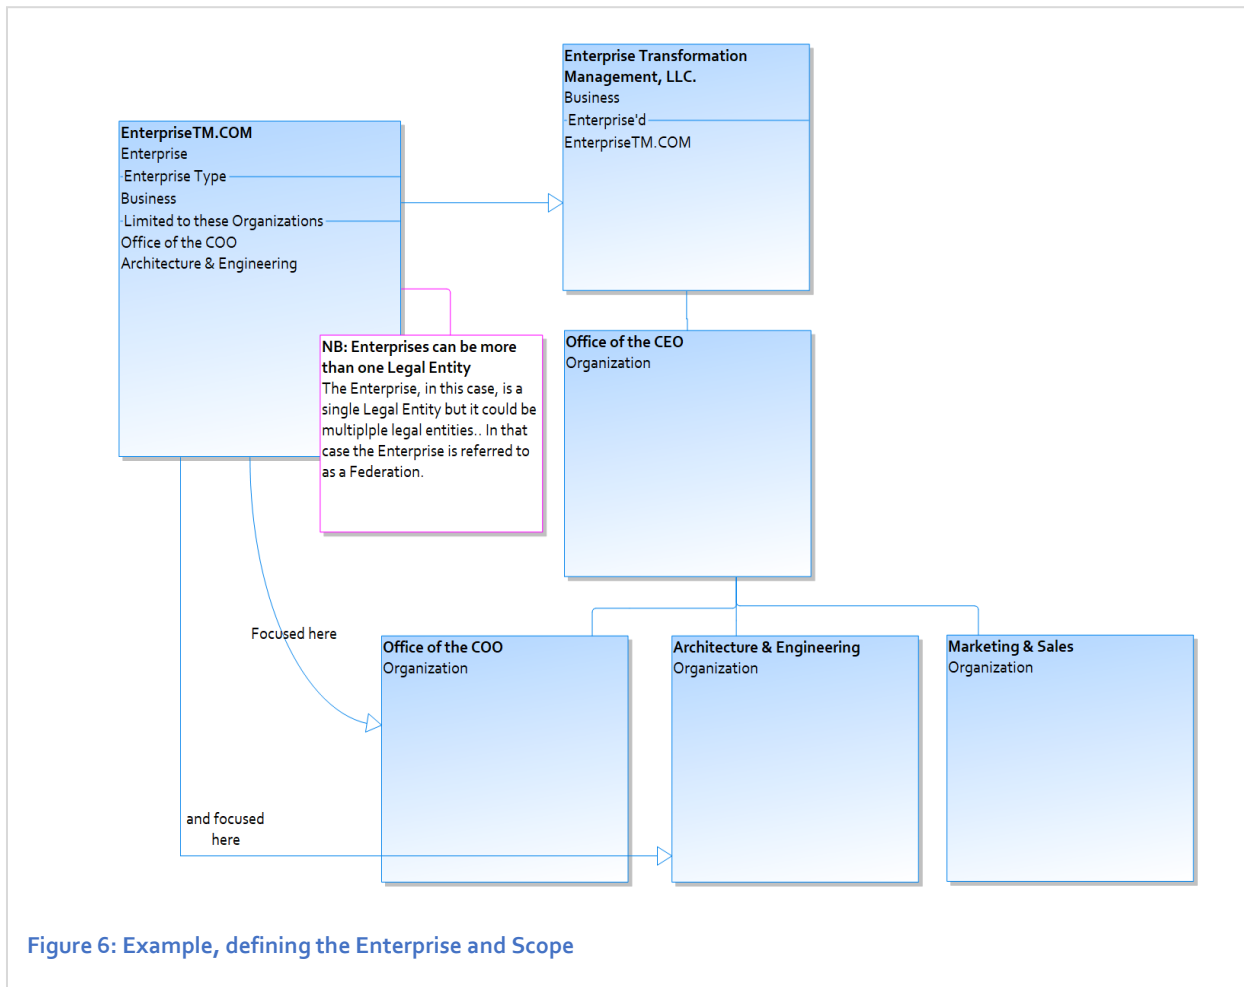 Enterprise Transformation
Management, LLC.
Business
Enterprise'd
EnterpriseTM.COM
EnterpriseTM.COM
Enterprise
Enterprise Type
Business
Limited to these Organizations
Office of the COO
Architecture & Engineering
NB: Enterprises can be more
than one Legal Entity
The Enterprise, in this case, is a
single Legal Entity but it could be
multiplple legal entities.. In that
case the Enterprise is referred to
as a Federation.
Office of the CEO
Organization
Focused here
Office of the COO
Organization
Architecture & Engineering
Organization
Marketing & Sales
Organization
and focused
here
Figure 6: Example, defining the Enterprise and Scope